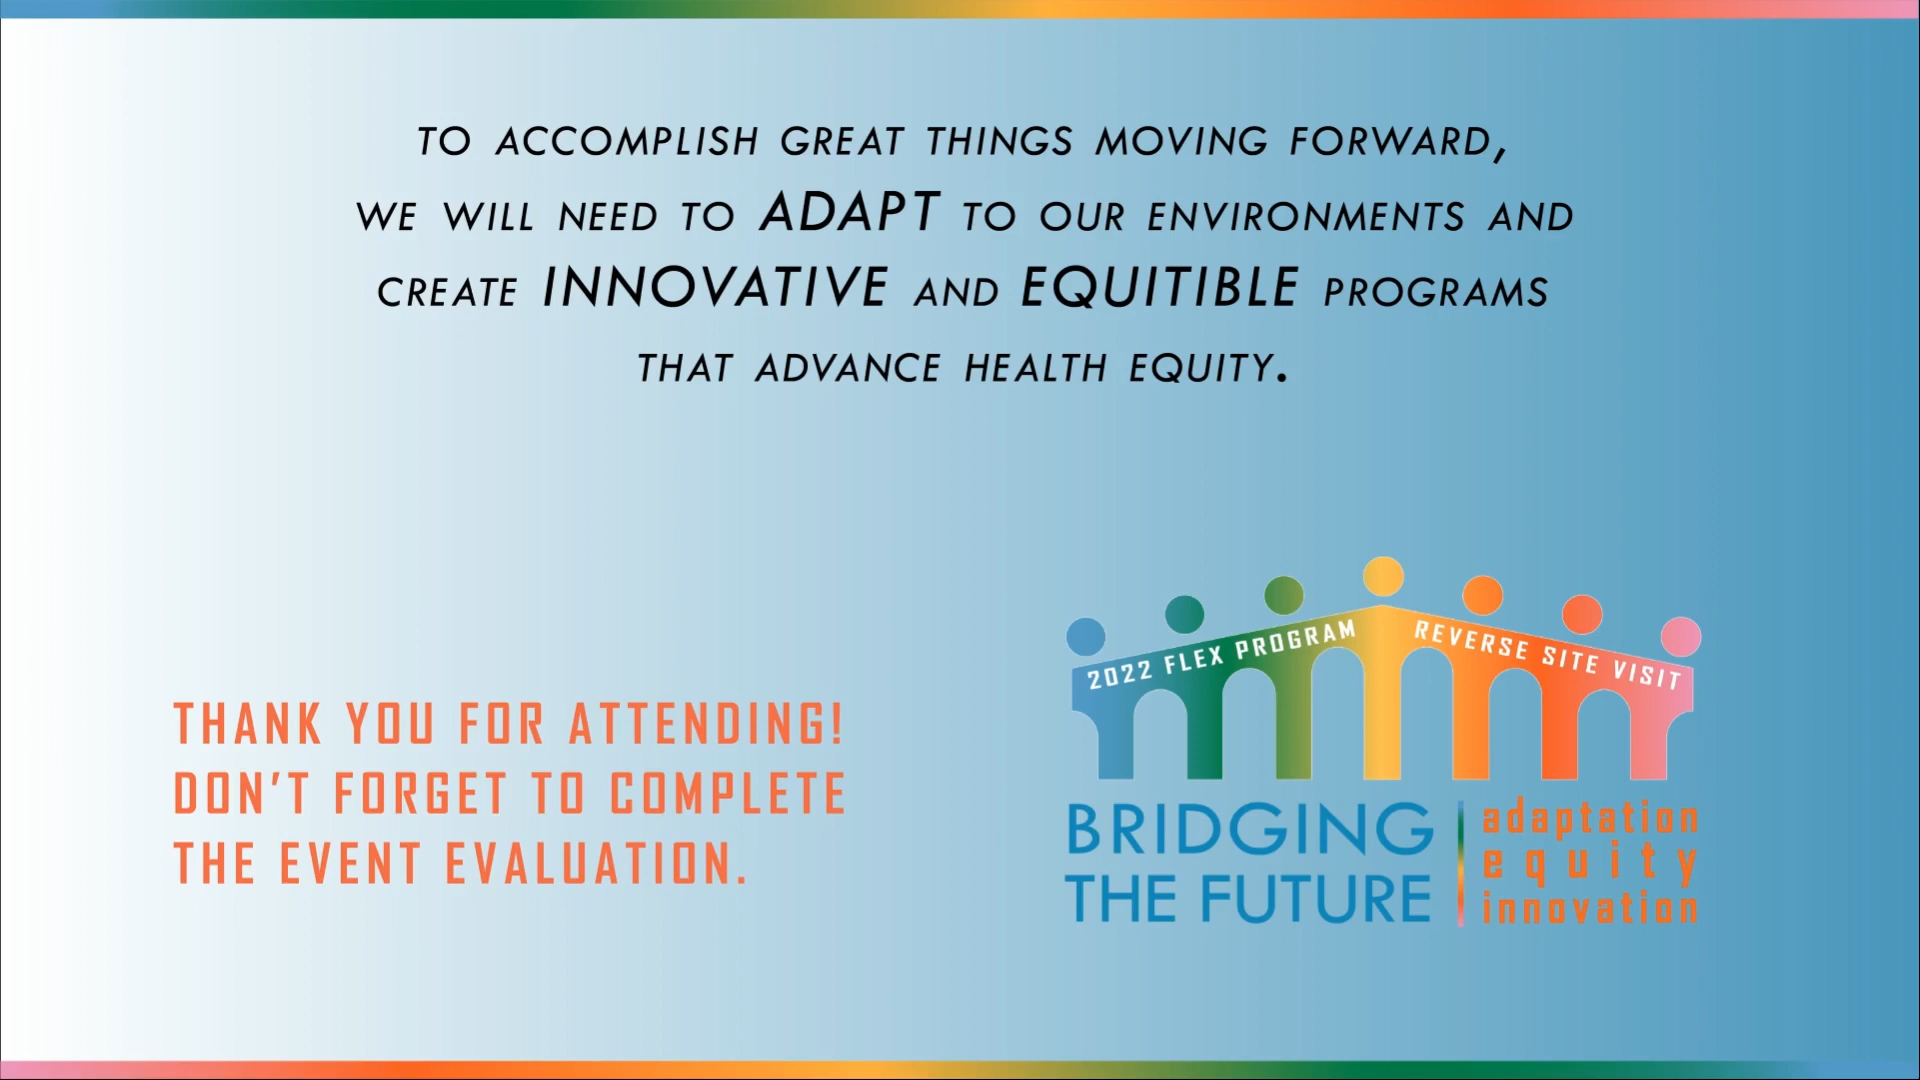 TO ACCOMPLISH GREAT THINGS MOVING FORWARD,
WE WILL NEED TO ADAPT TO OUR ENVIRONMENTS AND
CREATE INNOVATIVE AND EQUITIBLE PROGRAMS
THAT ADVANCE HEALTH EQUITY.
THANK YOU FOR ATTENDING!
DON'T FORGET TO COMPLETE
THE EVENT EVALUATION.
2022 FLEX PROGRAM REVERSE SITE VISIT
BRIDGING
THE FUTURE
adaptation
equity
innovation